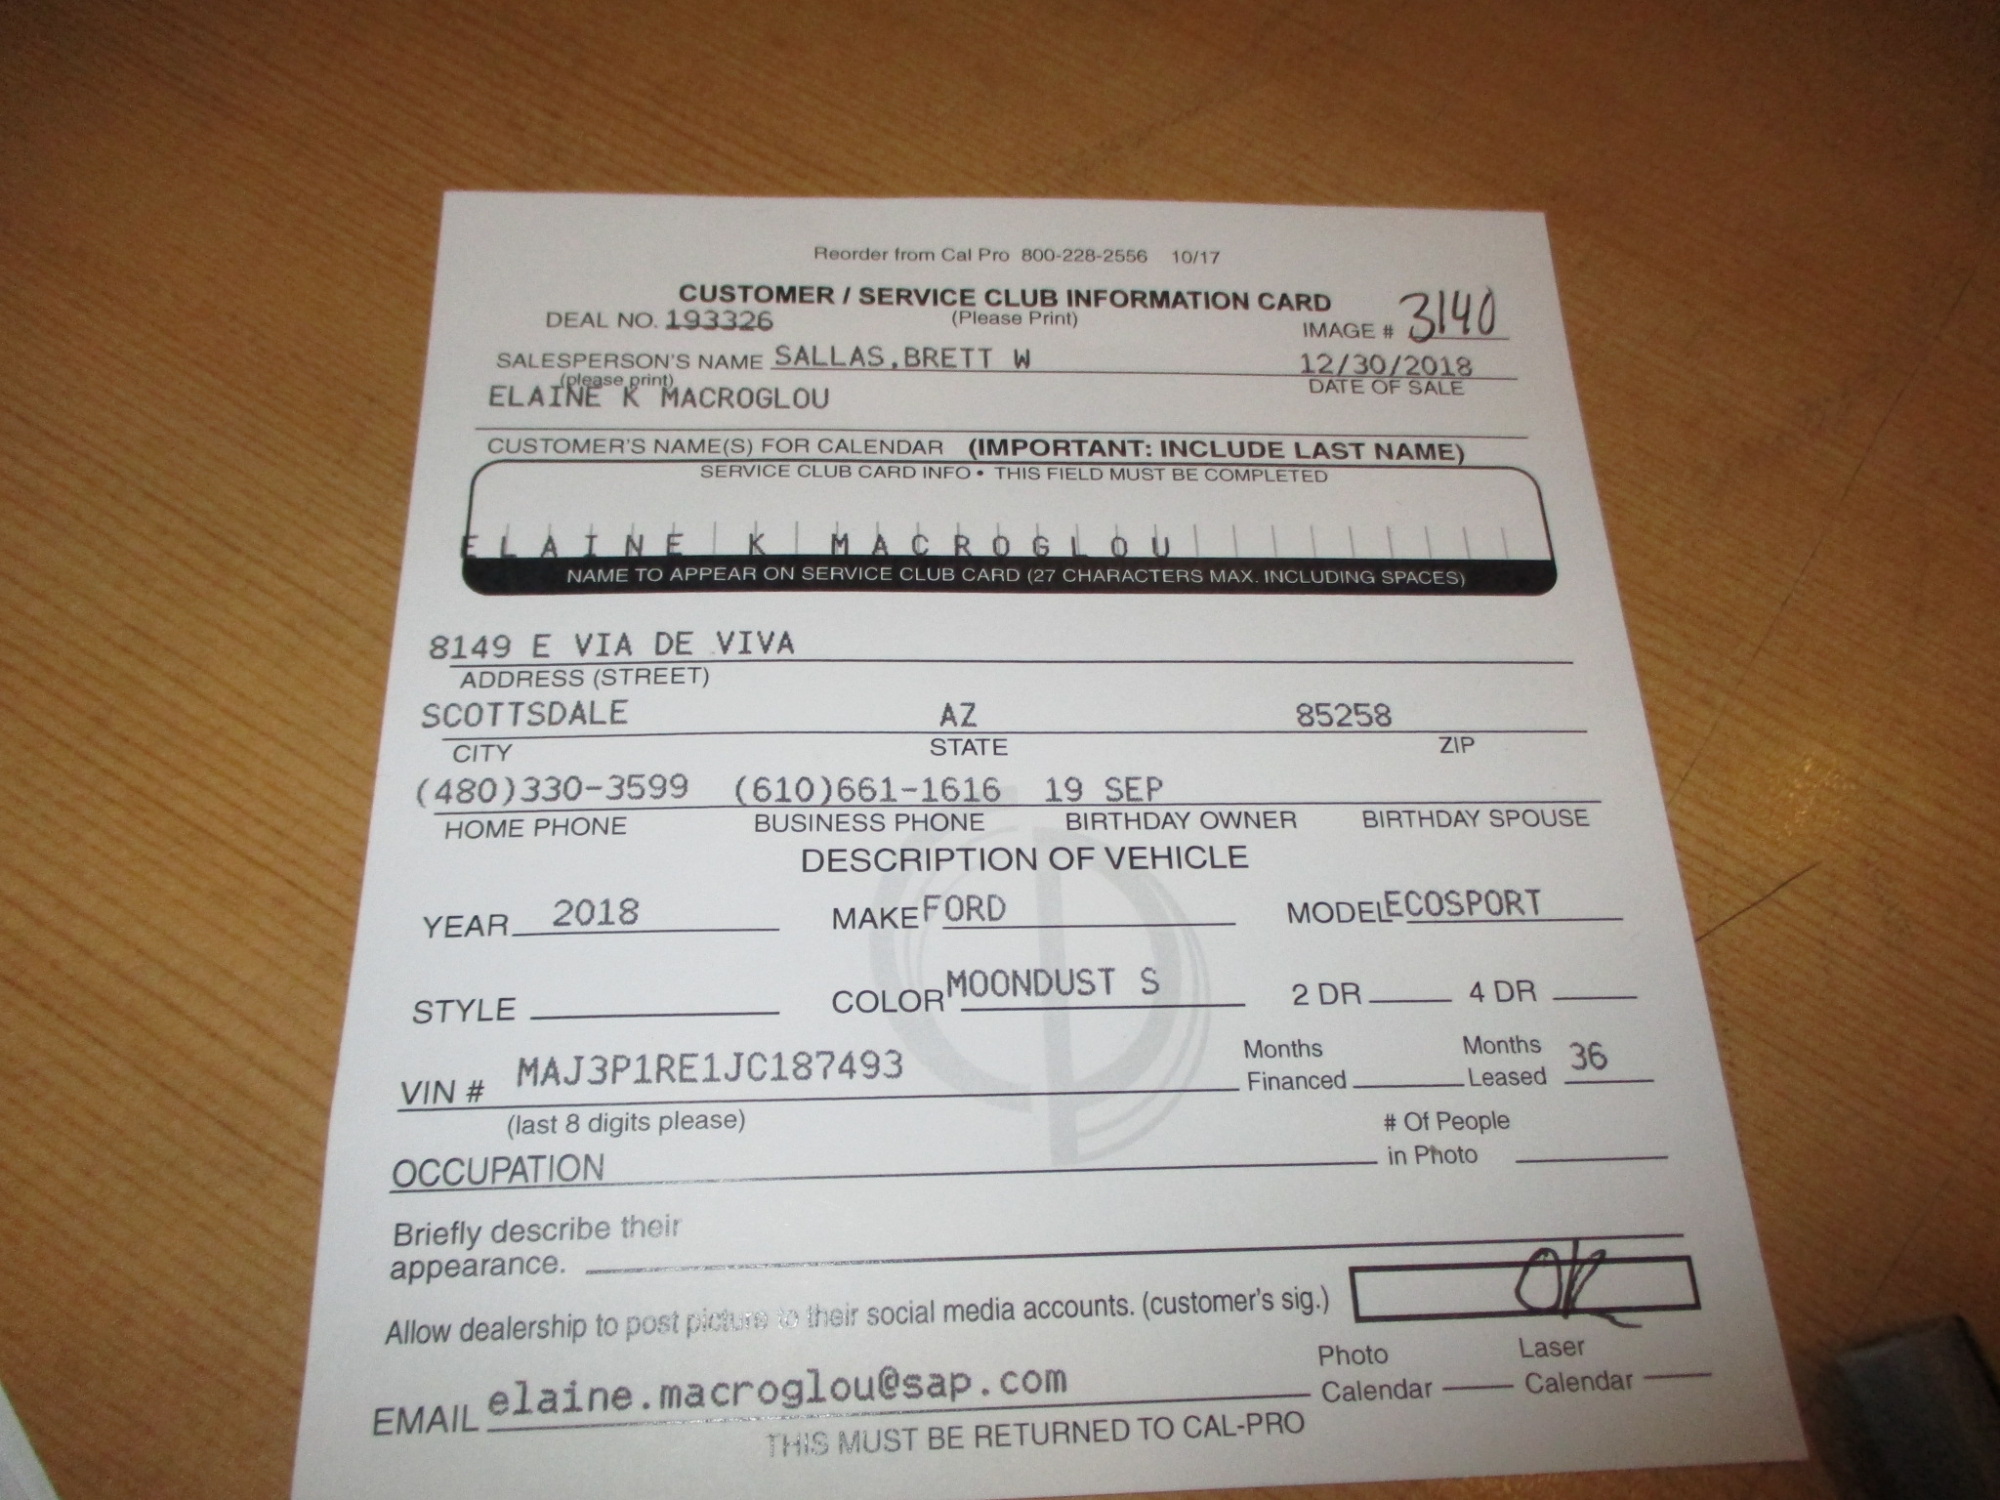 Reorder from Cal Pro 800-228-2556 10/17
CUSTOMER / SERVICE CLUB INFORMATION CARD
DEAL NO. 193326 (Please Print) IMAGE # 3140
SALESPERSON'S NAME SALLAS,BRETT W 12/30/2018
(please print) DATE OF SALE
ELAINE K MACROGLOU
CUSTOMER'S NAME(S) FOR CALENDAR (IMPORTANT: INCLUDE LAST NAME)
SERVICE CLUB CARD INFO • THIS FIELD MUST BE COMPLETED
ELAINE K MACROGLOU
NAME TO APPEAR ON SERVICE CLUB CARD (27 CHARACTERS MAX. INCLUDING SPACES)
8149 E VIA DE VIVA
ADDRESS (STREET)
SCOTTSDALE AZ 85258
CITY STATE ZIP
(480)330-3599 (610)661-1616 19 SEP
HOME PHONE BUSINESS PHONE BIRTHDAY OWNER BIRTHDAY SPOUSE
DESCRIPTION OF VEHICLE
YEAR 2018 MAKE FORD MODEL ECOSPORT
STYLE COLOR MOONDUST S 2 DR 4 DR
VIN # MAJ3P1RE1JC187493 Months Financed Months Leased 36
(last 8 digits please)
OCCUPATION # Of People in Photo
Briefly describe their
appearance.
Allow dealership to post picture to their social media accounts. (customer's sig.) OK
EMAIL elaine.macroglou@sap.com Photo Calendar Laser Calendar
THIS MUST BE RETURNED TO CAL-PRO